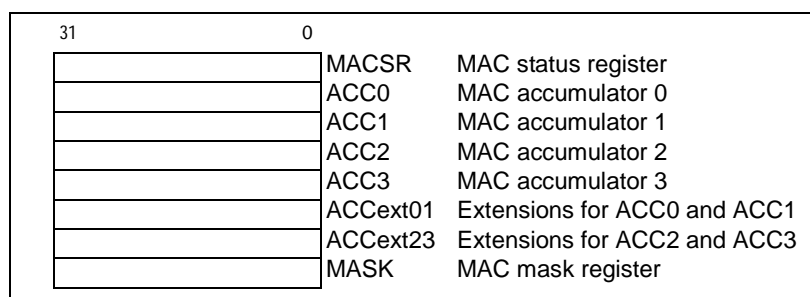 31 0
MACSR MAC status register
ACC0 MAC accumulator 0
ACC1 MAC accumulator 1
ACC2 MAC accumulator 2
ACC3 MAC accumulator 3
ACCext01 Extensions for ACC0 and ACC1
ACCext23 Extensions for ACC2 and ACC3
MASK MAC mask register